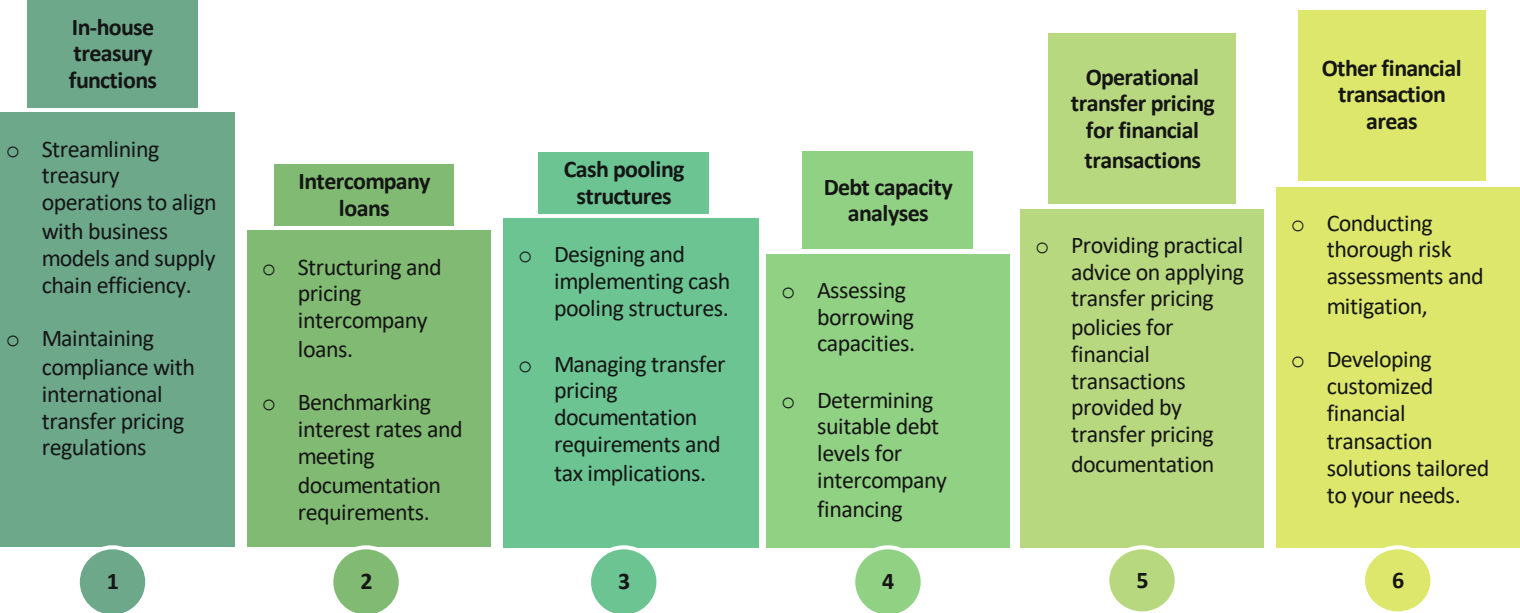 In-house
treasury
functions
o Streamlining
treasury
operations to align
with business
models and supply
chain efficiency.
o Maintaining
compliance with
international
transfer pricing
regulations
1
Intercompany
loans
o Structuring and
pricing
intercompany
loans.
o Benchmarking
interest rates and
meeting
documentation
requirements.
2
Cash pooling
structures
o Designing and
implementing cash
pooling structures.
o Managing transfer
pricing
documentation
requirements and
tax implications.
3
Debt capacity
analyses
o Assessing
borrowing
capacities.
o Determining
suitable debt
levels for
intercompany
financing
4
Operational
transfer pricing
for financial
transactions
o Providing practical
advice on applying
transfer pricing
policies for
financial
transactions
provided by
transfer pricing
documentation
5
Other financial
transaction
areas
o Conducting
thorough risk
assessments and
mitigation,
o Developing
customized
financial
transaction
solutions tailored
to your needs.
6